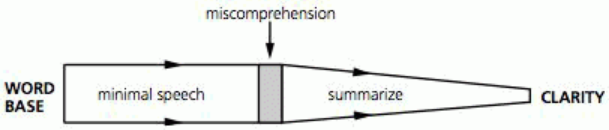 miscomprehension
WORD
BASE
minimal speech
summarize
CLARITY